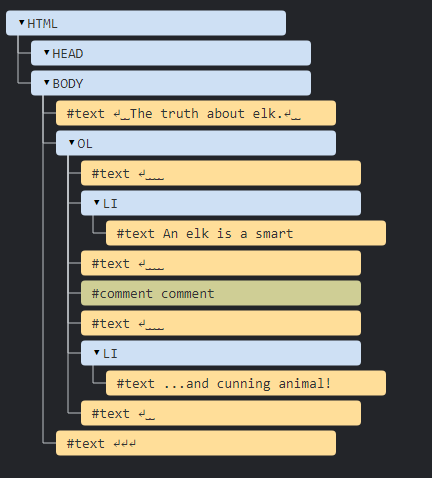 ▼HTML
▼HEAD
▼BODY
#text ↵␣␣The truth about elk.↵␣␣
▼OL
#text ↵␣␣␣␣
▼LI
#text An elk is a smart
#text ↵␣␣␣␣
#comment comment
#text ↵␣␣␣␣
▼LI
#text ...and cunning animal!
#text ↵␣␣
#text ↵↵↵